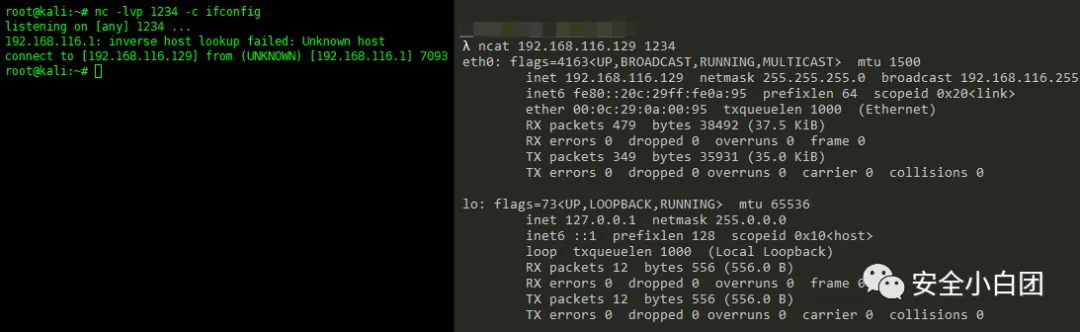 root@kali:~# nc -lvp 1234 -c ifconfig
listening on [any] 1234 ...
192.168.116.1: inverse host lookup failed: Unknown host
connect to [192.168.116.129] from (UNKNOWN) [192.168.116.1] 7093
root@kali:~#
λ ncat 192.168.116.129 1234
eth0: flags=4163<UP,BROADCAST,RUNNING,MULTICAST>  mtu 1500
inet 192.168.116.129  netmask 255.255.255.0  broadcast 192.168.116.255
inet6 fe80::20c:29ff:fe0a:95  prefixlen 64  scopeid 0x20<link>
ether 00:0c:29:0a:00:95  txqueuelen 1000  (Ethernet)
RX packets 479  bytes 38492 (37.5 KiB)
RX errors 0  dropped 0  overruns 0  frame 0
TX packets 349  bytes 35931 (35.0 KiB)
TX errors 0  dropped 0 overruns 0  carrier 0  collisions 0
lo: flags=73<UP,LOOPBACK,RUNNING>  mtu 65536
inet 127.0.0.1  netmask 255.0.0.0
inet6 ::1  prefixlen 128  scopeid 0x10<host>
loop  txqueuelen 1000  (Local Loopback)
RX packets 12  bytes 556 (556.0 B)
RX errors 0  dropped 0  overruns 0  frame 0
TX packets 12  bytes 556 (556.0 B)
TX errors 0  dropped 0 overruns 0  carrier 0  collisions 0
安全小白团